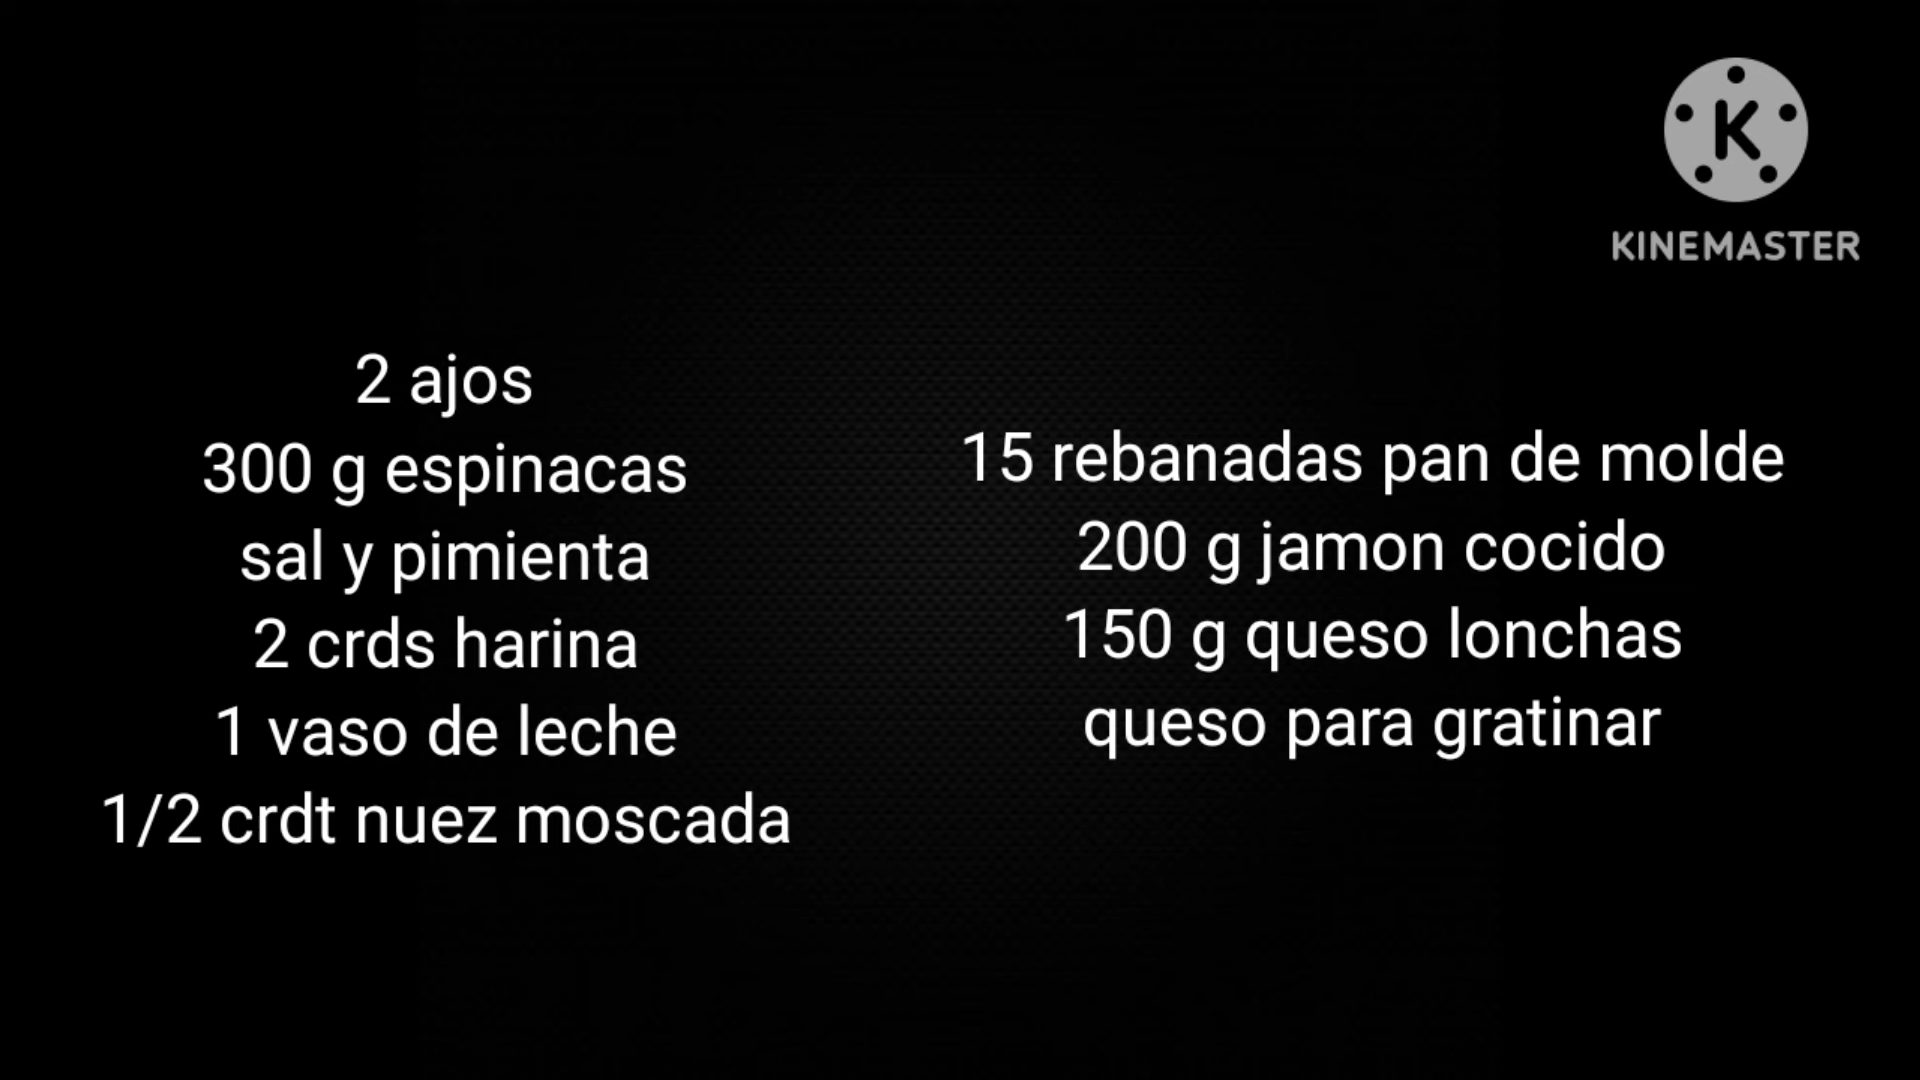 KINEMASTER
2 ajos
300 g espinacas
sal y pimienta
2 crds harina
1 vaso de leche
1/2 crdt nuez moscada
15 rebanadas pan de molde
200 g jamon cocido
150 g queso lonchas
queso para gratinar